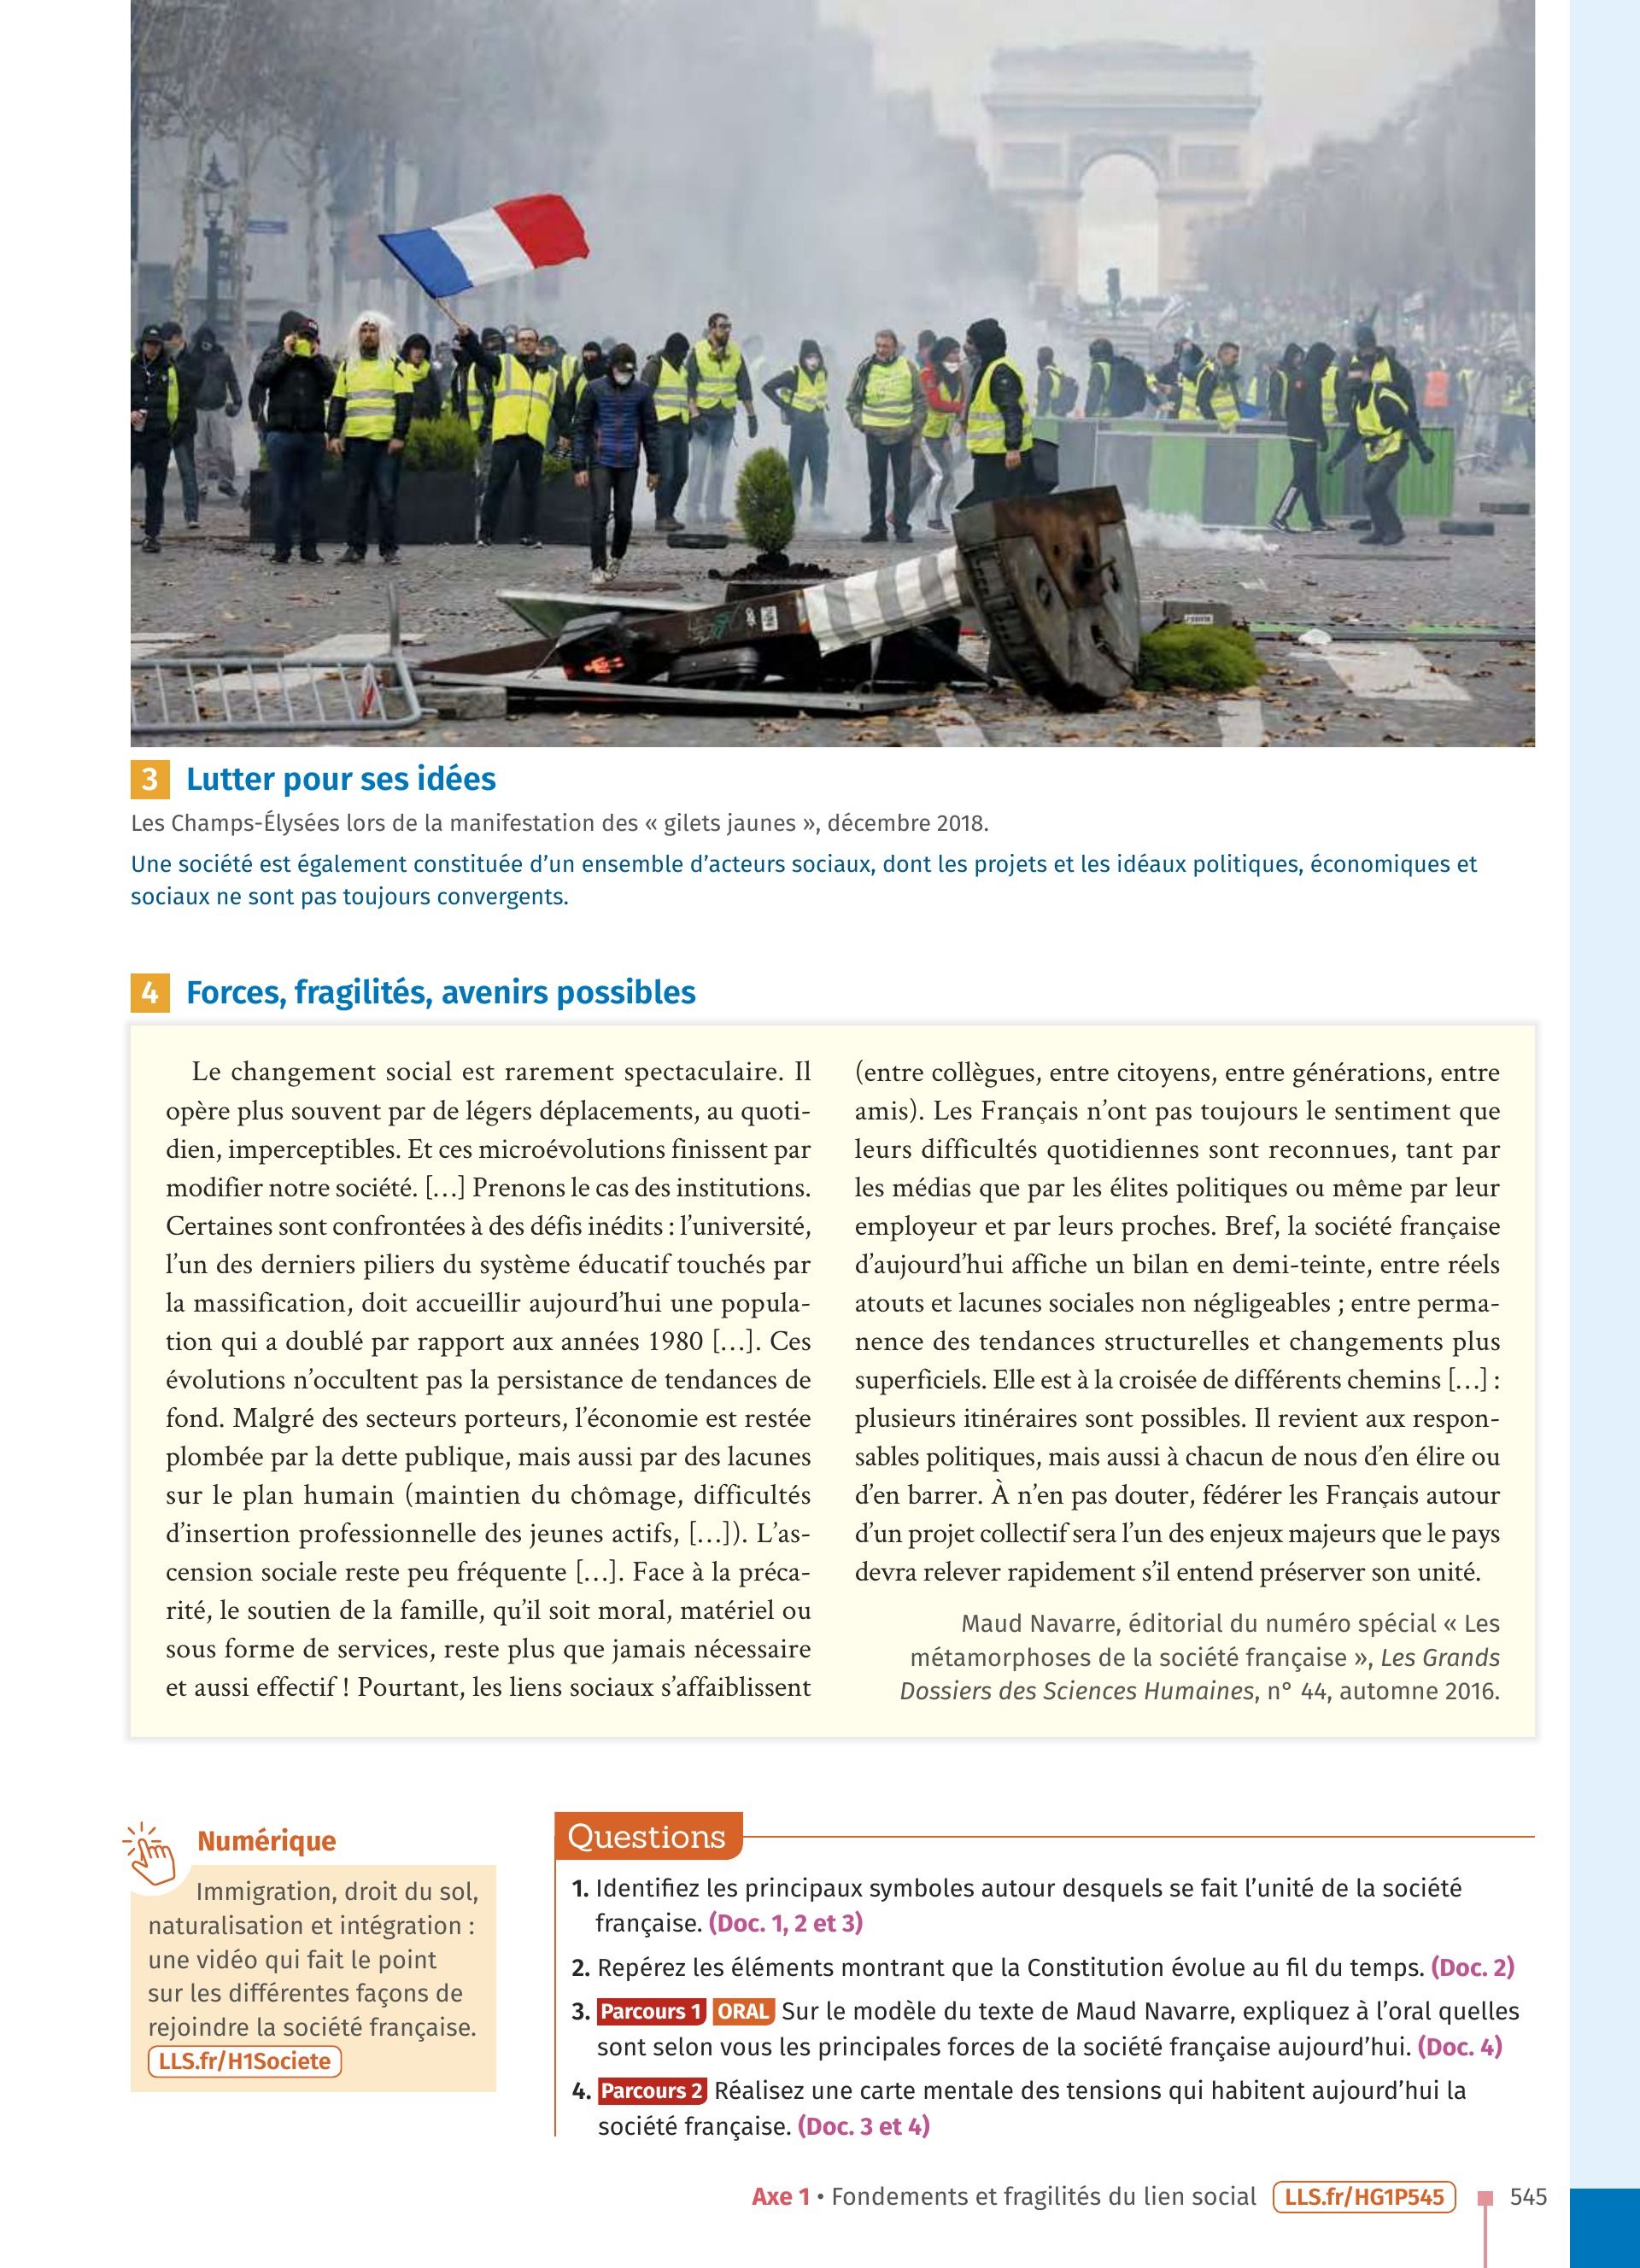 3 Lutter pour ses idées
Les Champs-Élysées lors de la manifestation des « gilets jaunes », décembre 2018.
Une société est également constituée d’un ensemble d’acteurs sociaux, dont les projets et les idéaux politiques, économiques et
sociaux ne sont pas toujours convergents.
4 Forces, fragilités, avenirs possibles
Le changement social est rarement spectaculaire. Il
opère plus souvent par de légers déplacements, au quoti-
dien, imperceptibles. Et ces microévolutions finissent par
modifier notre société. […] Prenons le cas des institutions.
Certaines sont confrontées à des défis inédits : l’université,
l’un des derniers piliers du système éducatif touchés par
la massification, doit accueillir aujourd’hui une popula-
tion qui a doublé par rapport aux années 1980 […]. Ces
évolutions n’occultent pas la persistance de tendances de
fond. Malgré des secteurs porteurs, l’économie est restée
plombée par la dette publique, mais aussi par des lacunes
sur le plan humain (maintien du chômage, difficultés
d’insertion professionnelle des jeunes actifs, […]). L’as-
cension sociale reste peu fréquente […]. Face à la préca-
rité, le soutien de la famille, qu’il soit moral, matériel ou
sous forme de services, reste plus que jamais nécessaire
et aussi effectif ! Pourtant, les liens sociaux s’affaiblissent
(entre collègues, entre citoyens, entre générations, entre
amis). Les Français n’ont pas toujours le sentiment que
leurs difficultés quotidiennes sont reconnues, tant par
les médias que par les élites politiques ou même par leur
employeur et par leurs proches. Bref, la société française
d’aujourd’hui affiche un bilan en demi-teinte, entre réels
atouts et lacunes sociales non négligeables ; entre perma-
nence des tendances structurelles et changements plus
superficiels. Elle est à la croisée de différents chemins […] :
plusieurs itinéraires sont possibles. Il revient aux respon-
sables politiques, mais aussi à chacun de nous d’en élire ou
d’en barrer. À n’en pas douter, fédérer les Français autour
d’un projet collectif sera l’un des enjeux majeurs que le pays
devra relever rapidement s’il entend préserver son unité.
Maud Navarre, éditorial du numéro spécial « Les
métamorphoses de la société française », Les Grands
Dossiers des Sciences Humaines, n° 44, automne 2016.
Numérique
Immigration, droit du sol,
naturalisation et intégration :
une vidéo qui fait le point
sur les différentes façons de
rejoindre la société française.
LLS.fr/H1Societe
Questions
1. Identifiez les principaux symboles autour desquels se fait l’unité de la société
française. (Doc. 1, 2 et 3)
2. Repérez les éléments montrant que la Constitution évolue au fil du temps. (Doc. 2)
3. Parcours 1 ORAL Sur le modèle du texte de Maud Navarre, expliquez à l’oral quelles
sont selon vous les principales forces de la société française aujourd’hui. (Doc. 4)
4. Parcours 2 Réalisez une carte mentale des tensions qui habitent aujourd’hui la
société française. (Doc. 3 et 4)
Axe 1 • Fondements et fragilités du lien social LLS.fr/HG1P545 545